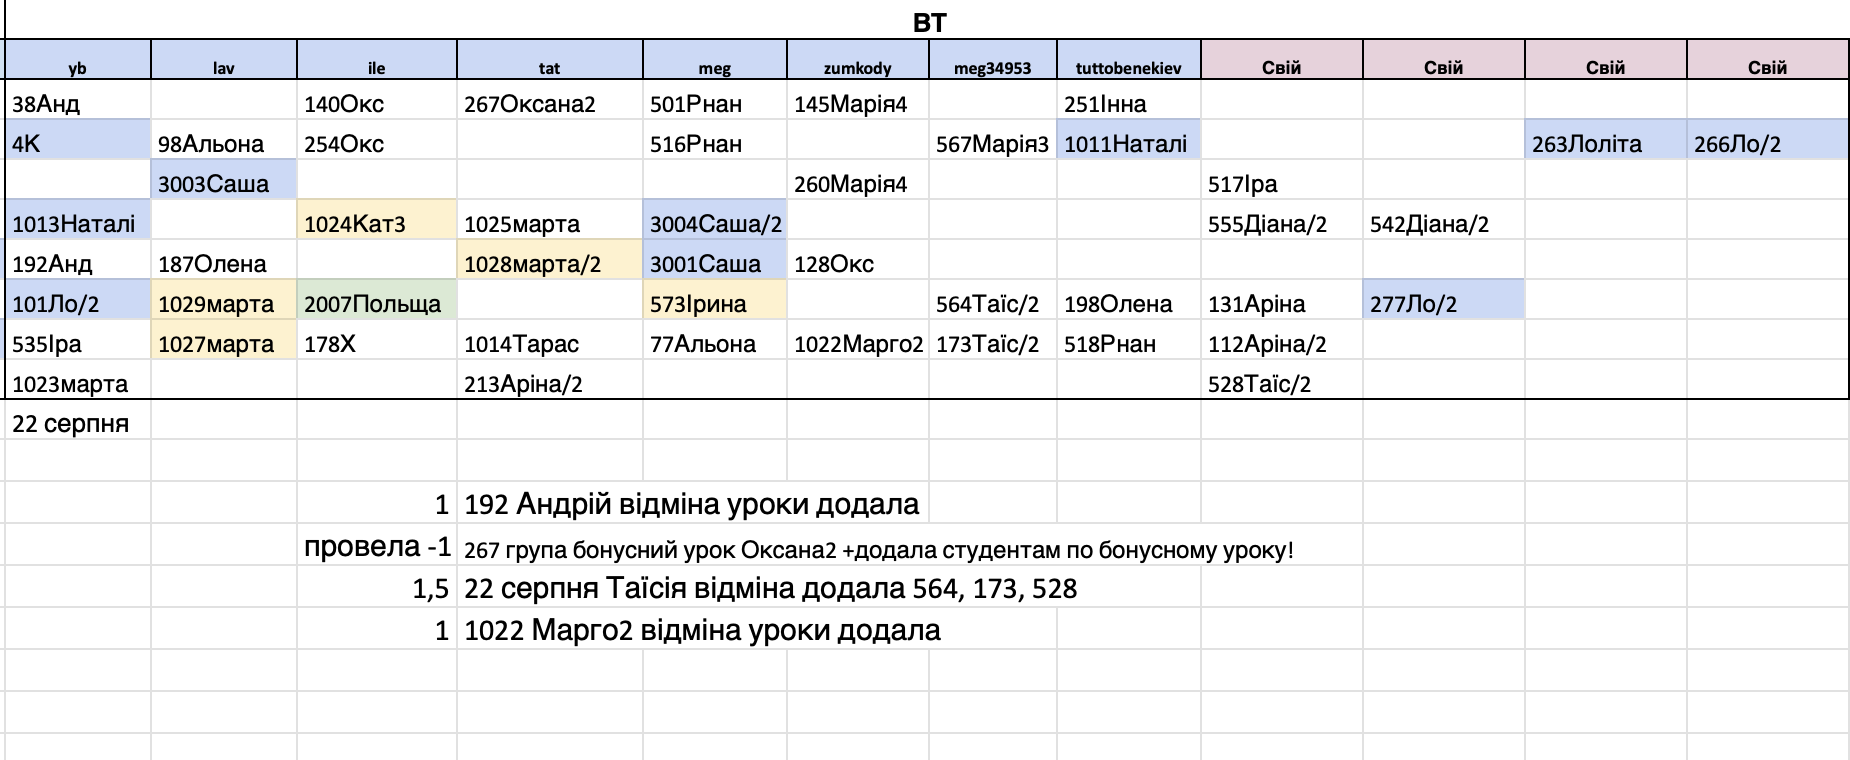 ВТ
yb lav ile tat meg zumkody meg34953 tuttobenekiev Свій Свій Свій Свій
38Анд 140Окс 267Оксана2 501Рнан 145Марія4 251Інна
4К 98Альона 254Окс 516Рнан 567Марія3 1011Наталі 263Лоліта 266Ло/2
3003Саша 260Марія4 517Іра
1013Наталі 1024Кат3 1025марта 3004Саша/2 555Діана/2 542Діана/2
192Анд 187Олена 1028марта/2 3001Саша 128Окс
101Ло/2 1029марта 2007Польща 573Ірина 564Таїс/2 198Олена 131Аріна 277Ло/2
535Іра 1027марта 178Х 1014Тарас 77Альона 1022Марго2 173Таїс/2 518Рнан 112Аріна/2
1023марта 213Аріна/2 528Таїс/2
22 серпня
1 192 Андрій відміна уроки додала
провела -1 267 група бонусний урок Оксана2 +додала студентам по бонусному уроку!
1,5 22 серпня Таїсія відміна додала 564, 173, 528
1 1022 Марго2 відміна уроки додала